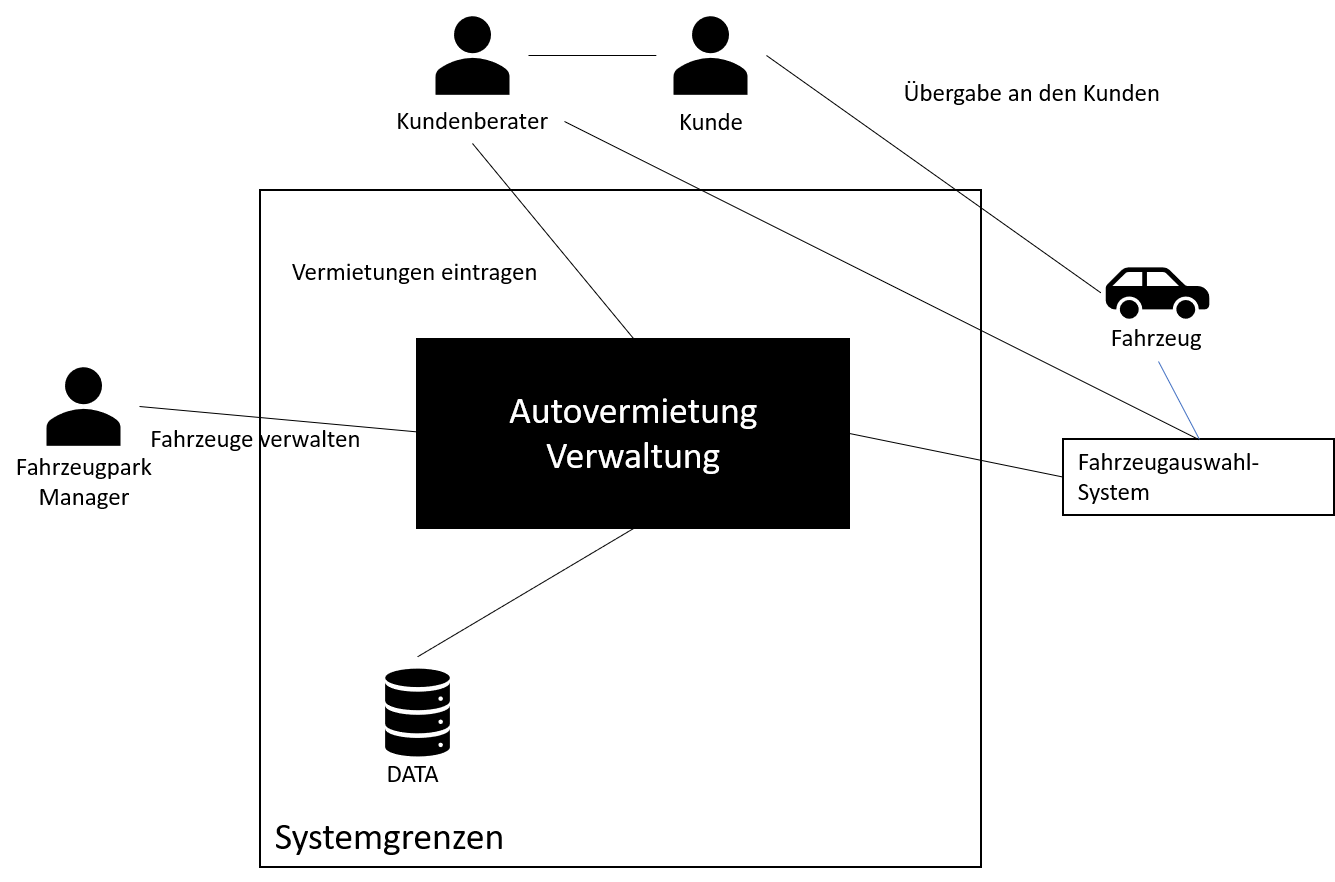 Kundenberater
Kunde
Übergabe an den Kunden
Vermietungen eintragen
Fahrzeug
Autovermietung
Verwaltung
Fahrzeuge verwalten
Fahrzeugpark
Manager
Fahrzeugauswahl-
System
DATA
Systemgrenzen